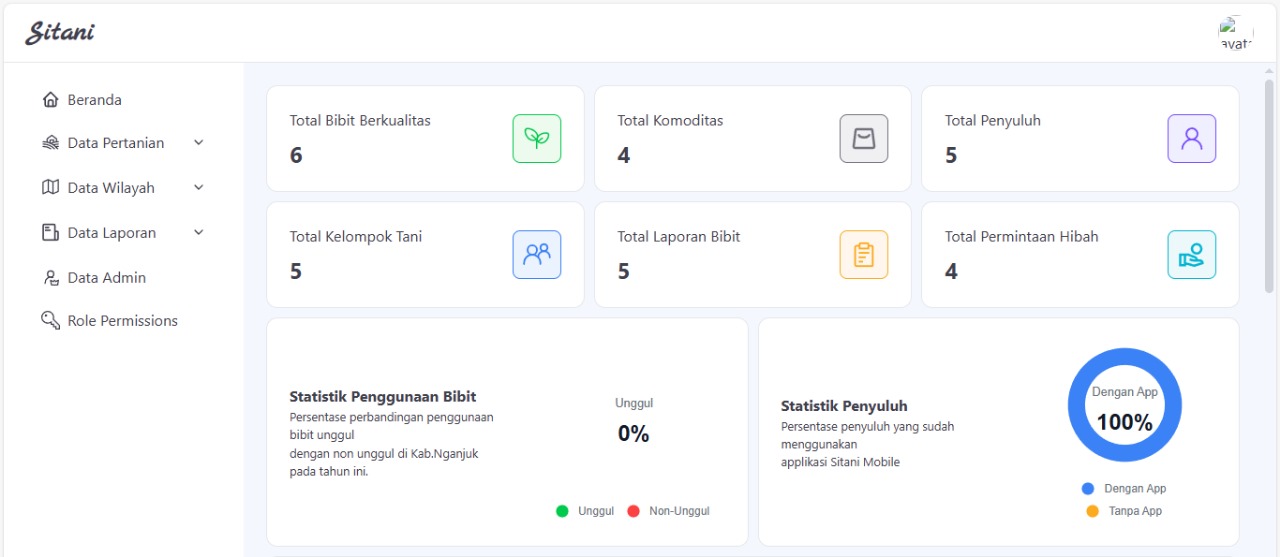 Sitani
avata
Beranda
Data Pertanian
Data Wilayah
Data Laporan
Data Admin
Role Permissions
Total Bibit Berkualitas
6
Total Komoditas
4
Total Penyuluh
5
Total Kelompok Tani
5
Total Laporan Bibit
5
Total Permintaan Hibah
4
Statistik Penggunaan Bibit
Persentase perbandingan penggunaan
bibit unggul
dengan non unggul di Kab.Nganjuk
pada tahun ini.
Unggul
0%
Unggul
Non-Unggul
Statistik Penyuluh
Persentase penyuluh yang sudah
menggunakan
applikasi Sitani Mobile
Dengan App
100%
Dengan App
Tanpa App